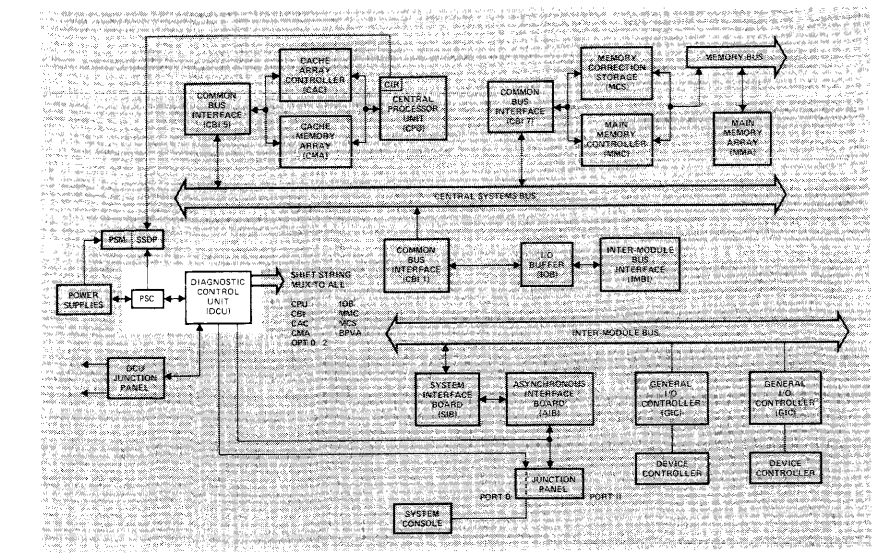 CACHE
ARRAY
CONTROLLER
(CAC)
COMMON
BUS
INTERFACE
(CBI 5)
CACHE
MEMORY
ARRAY
(CMA)
CIR
CENTRAL
PROCESSOR
UNIT
(CPU)
COMMON
BUS
INTERFACE
(CBI 7)
MEMORY
CORRECTION
STORAGE
(MCS)
MAIN
MEMORY
CONTROLLER
(MMC)
MEMORY BUS
MAIN
MEMORY
ARRAY
(MMA)
CENTRAL SYSTEMS BUS
PSM
SSDP
POWER
SUPPLIES
PSC
DIAGNOSTIC
CONTROL
UNIT
(DCU)
SHIFT STRING
MUX TO ALL
CPU IOB
CBI MMC
CAC MCS
CMA BPVA
OPT 0 2
COMMON
BUS
INTERFACE
(CBI 1)
I/O
BUFFER
(IOB)
INTER-MODULE
BUS
INTERFACE
(IMBI)
INTER-MODULE BUS
DCU
JUNCTION
PANEL
SYSTEM
INTERFACE
BOARD
(SIB)
ASYNCHRONOUS
INTERFACE
BOARD
(AIB)
GENERAL
I/O
CONTROLLER
(GIC)
GENERAL
I/O
CONTROLLER
(GIC)
DEVICE
CONTROLLER
DEVICE
CONTROLLER
PORT 0
JUNCTION
PANEL
SYSTEM
CONSOLE